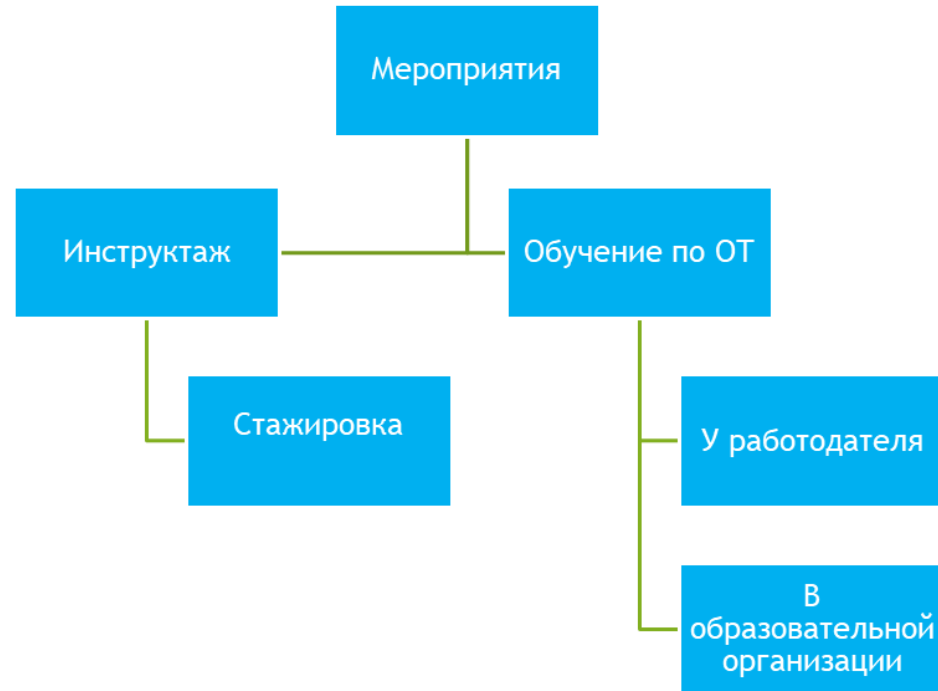 Мероприятия
Инструктаж
Обучение по ОТ
Стажировка
У работодателя
В
образовательной
организации